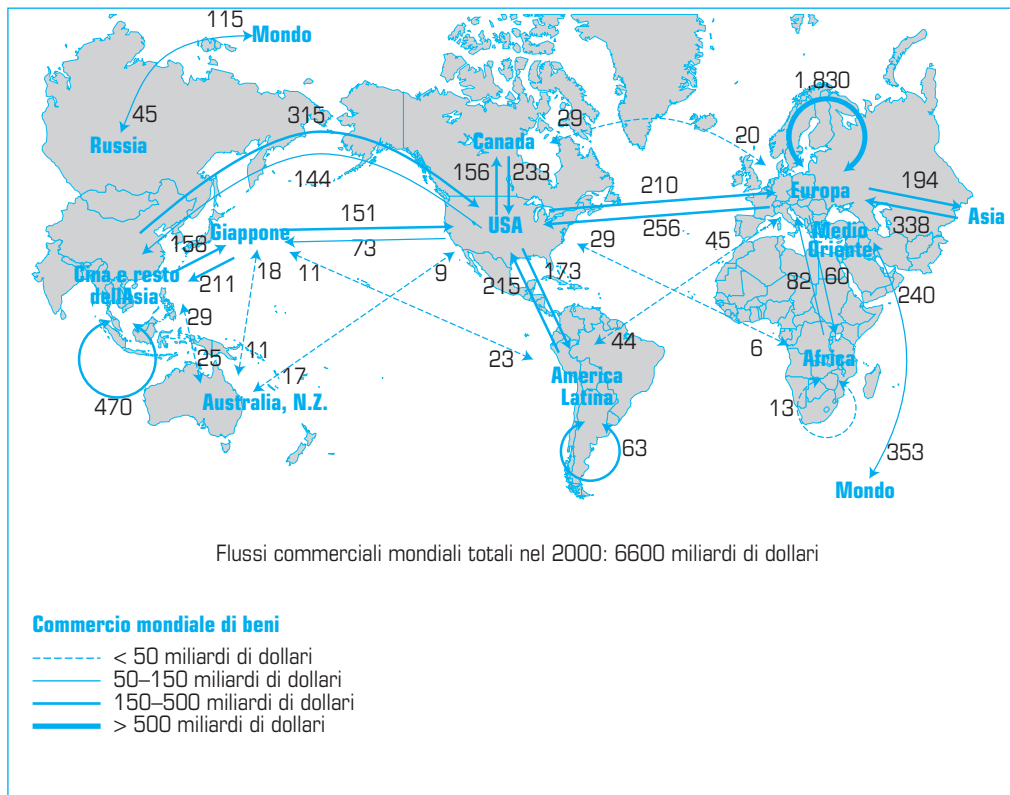 115
Mondo
1,830
45
315
29
20
Russia
Canada
144
156
233
210
Europa
194
151
USA
256
45
Asia
338
Giappone
73
29
Medio
Oriente
158
18
11
9
215
173
82
60
240
Cina e resto
dell'Asia
211
29
25
11
17
23
44
6
Africa
America
Latina
470
Australia, N.Z.
13
63
353
Mondo
Flussi commerciali mondiali totali nel 2000: 6600 miliardi di dollari
Commercio mondiale di beni
< 50 miliardi di dollari
50–150 miliardi di dollari
150–500 miliardi di dollari
> 500 miliardi di dollari